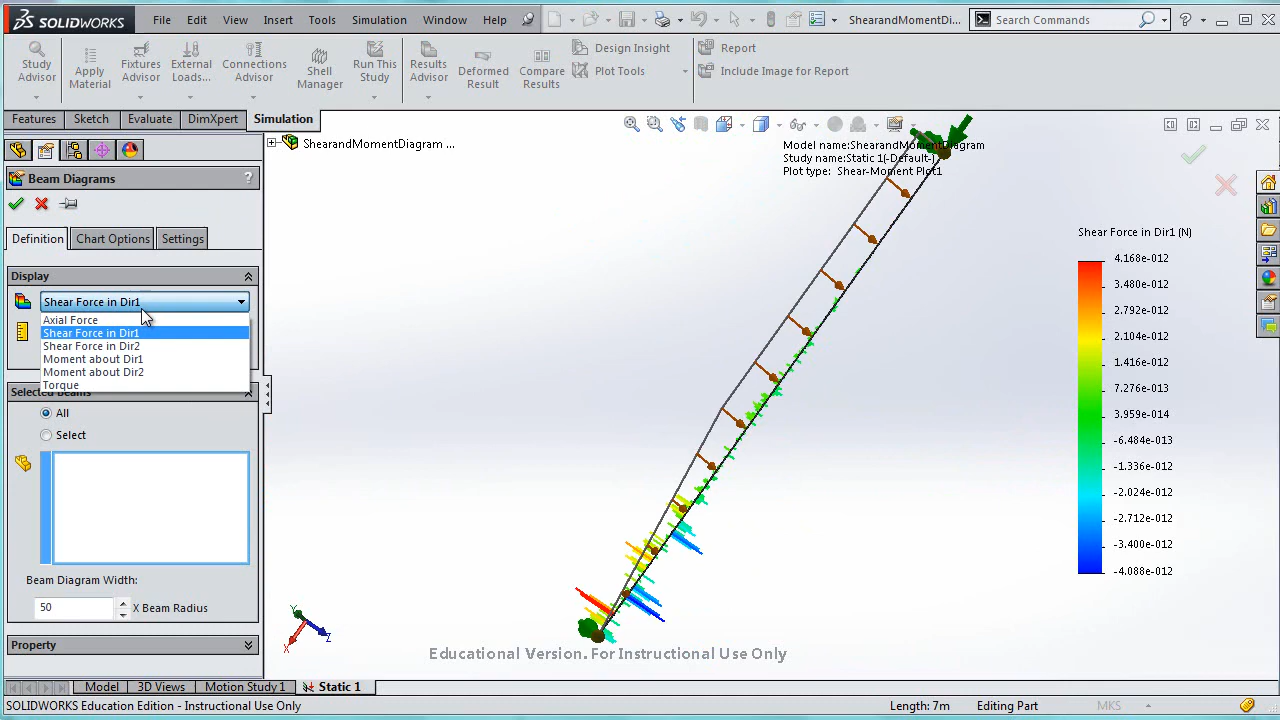 SOLIDWORKS File Edit View Insert Tools Simulation Help ShearandMomentDi... Search Commands
Study Advisor
Apply Material
Fixtures Advisor
External Loads...
Connections Advisor
Shell Manager
Run This Study
Results Advisor
Deformed Result
Compare Results
Design Insight
Plot Tools
Report
Include Image for Report
Features Sketch Evaluate DimXpert Simulation
ShearandMomentDiagram ...
Model name:ShearandMomentDiagram
Study name:Static 1(-Default-)
Plot type: Shear-Moment Plot1
Beam Diagrams ?
Definition Chart Options Settings
Display
Shear Force in Dir1
Axial Force
Shear Force in Dir1
Shear Force in Dir2
Moment about Dir1
Moment about Dir2
Torque
Selected Beams
All
Select
Beam Diagram Width:
50 X Beam Radius
Property
Shear Force in Dir1 (N)
4.168e-012
2.792e-012
2.104e-012
1.416e-012
7.276e-013
3.959e-014
-6.484e-013
-1.336e-012
-2.024e-012
-2.712e-012
-3.400e-012
-4.088e-012
Y
X
Z
Educational Version. For Instructional Use Only
Model 3D Views Motion Study 1 Static 1
SOLIDWORKS Education Edition - Instructional Use Only Length: 7m Editing Part MKS